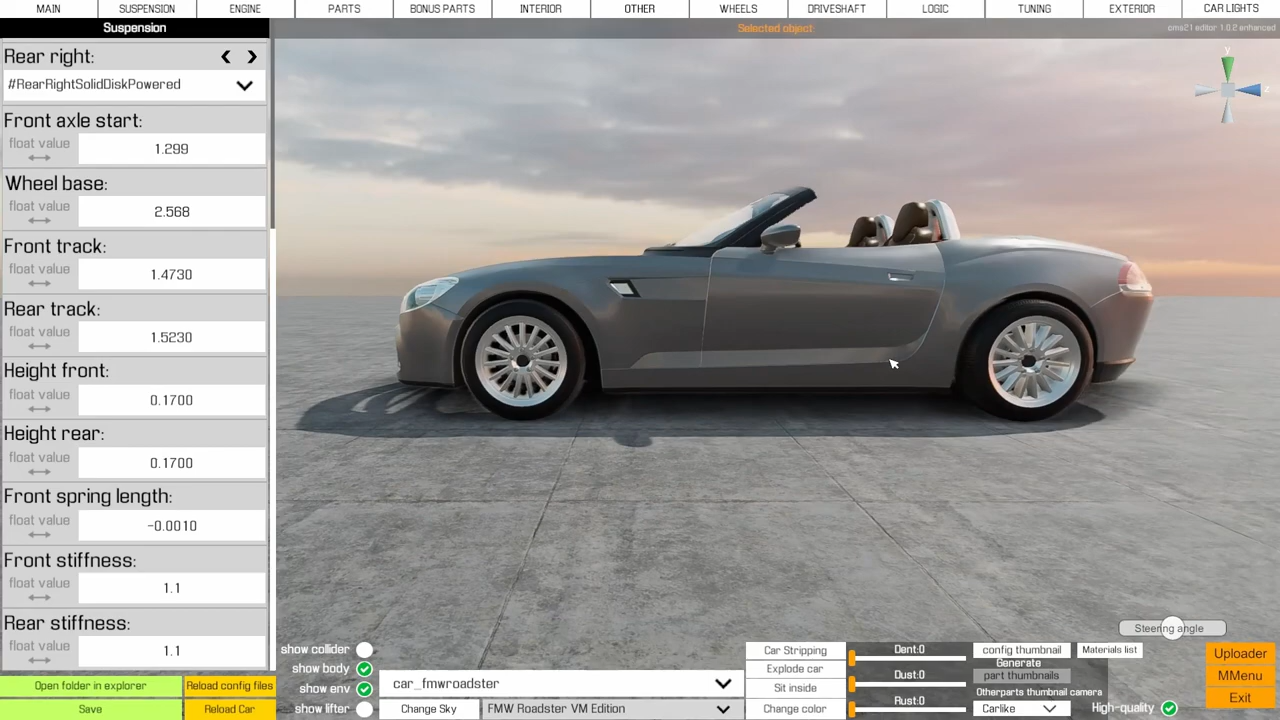 MAIN SUSPENSION ENGINE PARTS BONUS PARTS INTERIOR OTHER WHEELS DRIVESHAFT LOGIC TUNING EXTERIOR CAR LIGHTS
Suspension
Selected object:
cms21 editor 1.0.2 enhanced
Rear right:
#RearRightSolidDiskPowered
Front axle start:
float value 1.299
Wheel base:
float value 2.568
Front track:
float value 1.4730
Rear track:
float value 1.5230
Height front:
float value 0.1700
Height rear:
float value 0.1700
Front spring length:
float value -0.0010
Front stiffness:
float value 1.1
Rear stiffness:
float value 1.1
y
z
Steering angle
show collider
show body
show env
show lifter
car_fmwroadster
Change Sky
FMW Roadster VM Edition
Car Stripping
Explode car
Sit inside
Change color
Dent:0
Dust:0
Rust:0
config thumbnail
Materials list
Generate
part thumbnails
Otherparts thumbnail camera
Carlike
High-quality
Uploader
MMenu
Exit
Open folder in explorer
Reload config files
Save
Reload Car